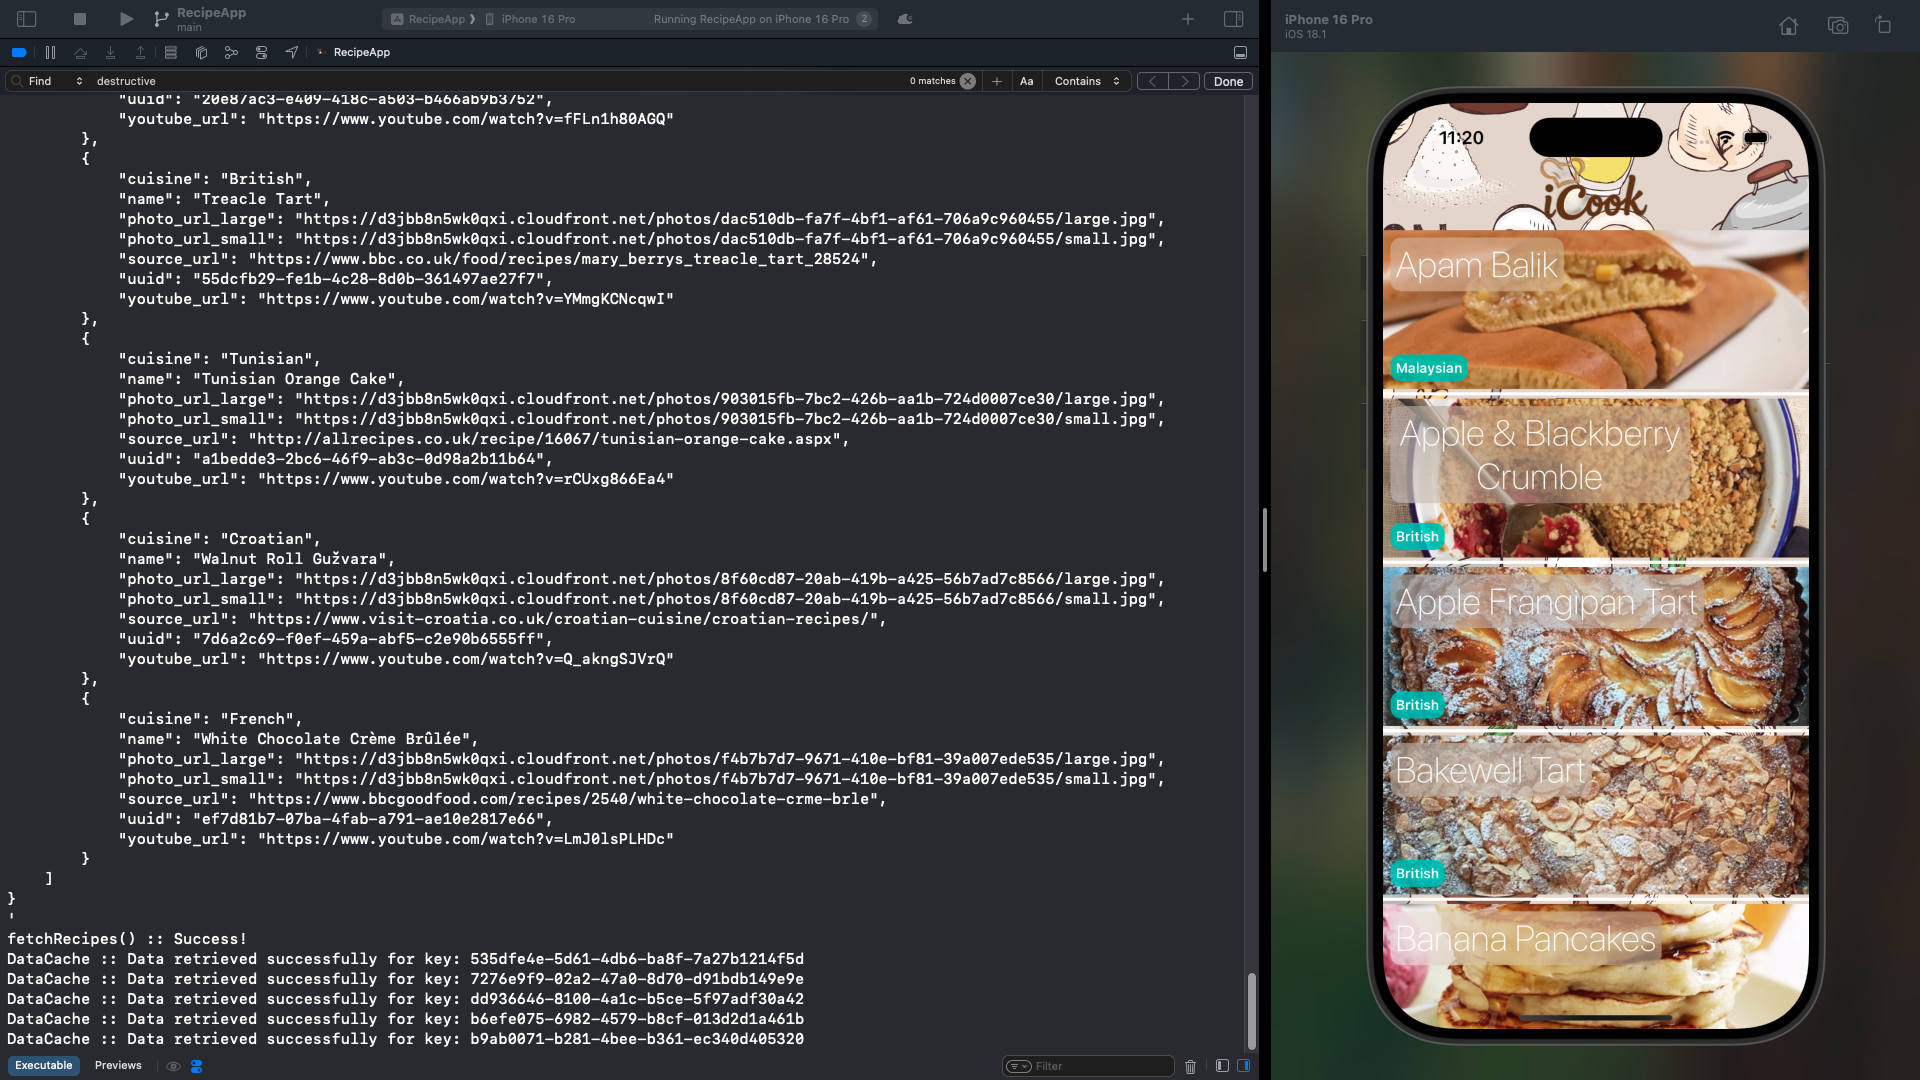 RecipeApp
main
RecipeApp ❯ iPhone 16 Pro
Running RecipeApp on iPhone 16 Pro 2
RecipeApp
Find destructive 0 matches Aa Contains Done
"uuid": "20e87ac3-e409-418c-a503-b466ab9b3752",
"youtube_url": "https://www.youtube.com/watch?v=fFLn1h80AGQ"
},
{
"cuisine": "British",
"name": "Treacle Tart",
"photo_url_large": "https://d3jbb8n5wk0qxi.cloudfront.net/photos/dac510db-fa7f-4bf1-af61-706a9c960455/large.jpg",
"photo_url_small": "https://d3jbb8n5wk0qxi.cloudfront.net/photos/dac510db-fa7f-4bf1-af61-706a9c960455/small.jpg",
"source_url": "https://www.bbc.co.uk/food/recipes/mary_berrys_treacle_tart_28524",
"uuid": "55dcfb29-fe1b-4c28-8d0b-361497ae27f7",
"youtube_url": "https://www.youtube.com/watch?v=YMmgKCNcqwI"
},
{
"cuisine": "Tunisian",
"name": "Tunisian Orange Cake",
"photo_url_large": "https://d3jbb8n5wk0qxi.cloudfront.net/photos/903015fb-7bc2-426b-aa1b-724d0007ce30/large.jpg",
"photo_url_small": "https://d3jbb8n5wk0qxi.cloudfront.net/photos/903015fb-7bc2-426b-aa1b-724d0007ce30/small.jpg",
"source_url": "http://allrecipes.co.uk/recipe/16067/tunisian-orange-cake.aspx",
"uuid": "a1bedde3-2bc6-46f9-ab3c-0d98a2b11b64",
"youtube_url": "https://www.youtube.com/watch?v=rCUxg866Ea4"
},
{
"cuisine": "Croatian",
"name": "Walnut Roll Gužvara",
"photo_url_large": "https://d3jbb8n5wk0qxi.cloudfront.net/photos/8f60cd87-20ab-419b-a425-56b7ad7c8566/large.jpg",
"photo_url_small": "https://d3jbb8n5wk0qxi.cloudfront.net/photos/8f60cd87-20ab-419b-a425-56b7ad7c8566/small.jpg",
"source_url": "https://www.visit-croatia.co.uk/croatian-cuisine/croatian-recipes/",
"uuid": "7d6a2c69-f0ef-459a-abf5-c2e90b6555ff",
"youtube_url": "https://www.youtube.com/watch?v=Q_akngSJVrQ"
},
{
"cuisine": "French",
"name": "White Chocolate Crème Brûlée",
"photo_url_large": "https://d3jbb8n5wk0qxi.cloudfront.net/photos/f4b7b7d7-9671-410e-bf81-39a007ede535/large.jpg",
"photo_url_small": "https://d3jbb8n5wk0qxi.cloudfront.net/photos/f4b7b7d7-9671-410e-bf81-39a007ede535/small.jpg",
"source_url": "https://www.bbcgoodfood.com/recipes/2540/white-chocolate-crme-brle",
"uuid": "ef7d81b7-07ba-4fab-a791-ae10e2817e66",
"youtube_url": "https://www.youtube.com/watch?v=LmJ0lsPLHDc"
}
]
}
'
fetchRecipes() :: Success!
DataCache :: Data retrieved successfully for key: 535dfe4e-5d61-4db6-ba8f-7a27b1214f5d
DataCache :: Data retrieved successfully for key: 7276e9f9-02a2-47a0-8d70-d91bdb149e9e
DataCache :: Data retrieved successfully for key: dd936646-8100-4a1c-b5ce-5f97adf30a42
DataCache :: Data retrieved successfully for key: b6efe075-6982-4579-b8cf-013d2d1a461b
DataCache :: Data retrieved successfully for key: b9ab0071-b281-4bee-b361-ec340d405320
Executable Previews Filter
iPhone 16 Pro
iOS 18.1
11:20
iCook
Apam Balik
Malaysian
Apple & Blackberry
Crumble
British
Apple Frangipan Tart
British
Bakewell Tart
British
Banana Pancakes